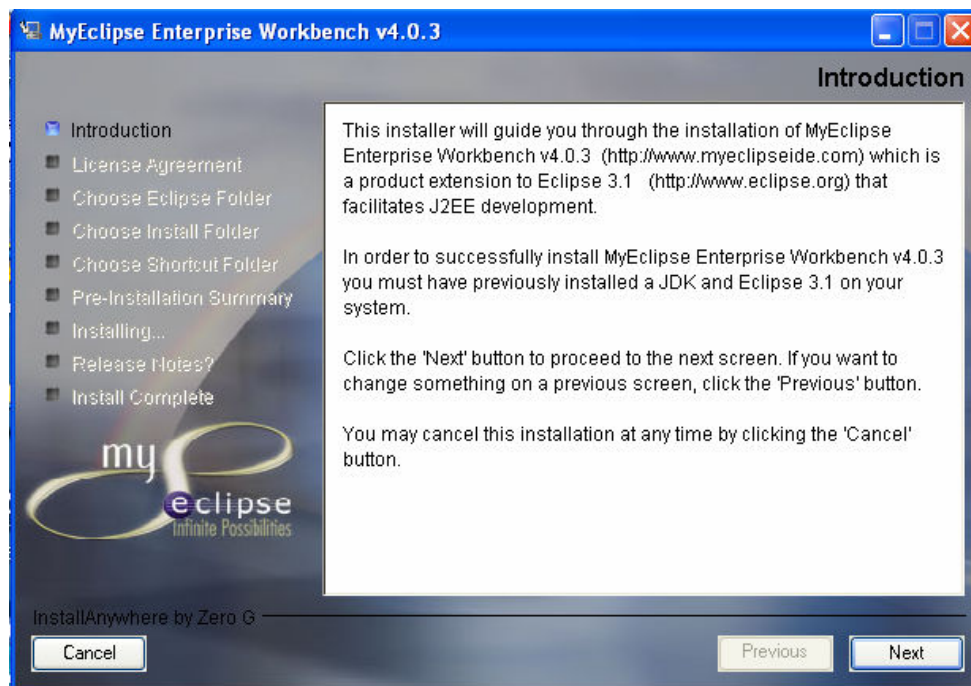 MyEclipse Enterprise Workbench v4.0.3
Introduction
Introduction
License Agreement
Choose Eclipse Folder
Choose Install Folder
Choose Shortcut Folder
Pre-Installation Summary
Installing...
Release Notes?
Install Complete
my
eclipse
Infinite Possibilities
This installer will guide you through the installation of MyEclipse
Enterprise Workbench v4.0.3 (http://www.myeclipseide.com) which is
a product extension to Eclipse 3.1 (http://www.eclipse.org) that
facilitates J2EE development.
In order to successfully install MyEclipse Enterprise Workbench v4.0.3
you must have previously installed a JDK and Eclipse 3.1 on your
system.
Click the 'Next' button to proceed to the next screen. If you want to
change something on a previous screen, click the 'Previous' button.
You may cancel this installation at any time by clicking the 'Cancel'
button.
InstallAnywhere by Zero G
Cancel
Previous
Next